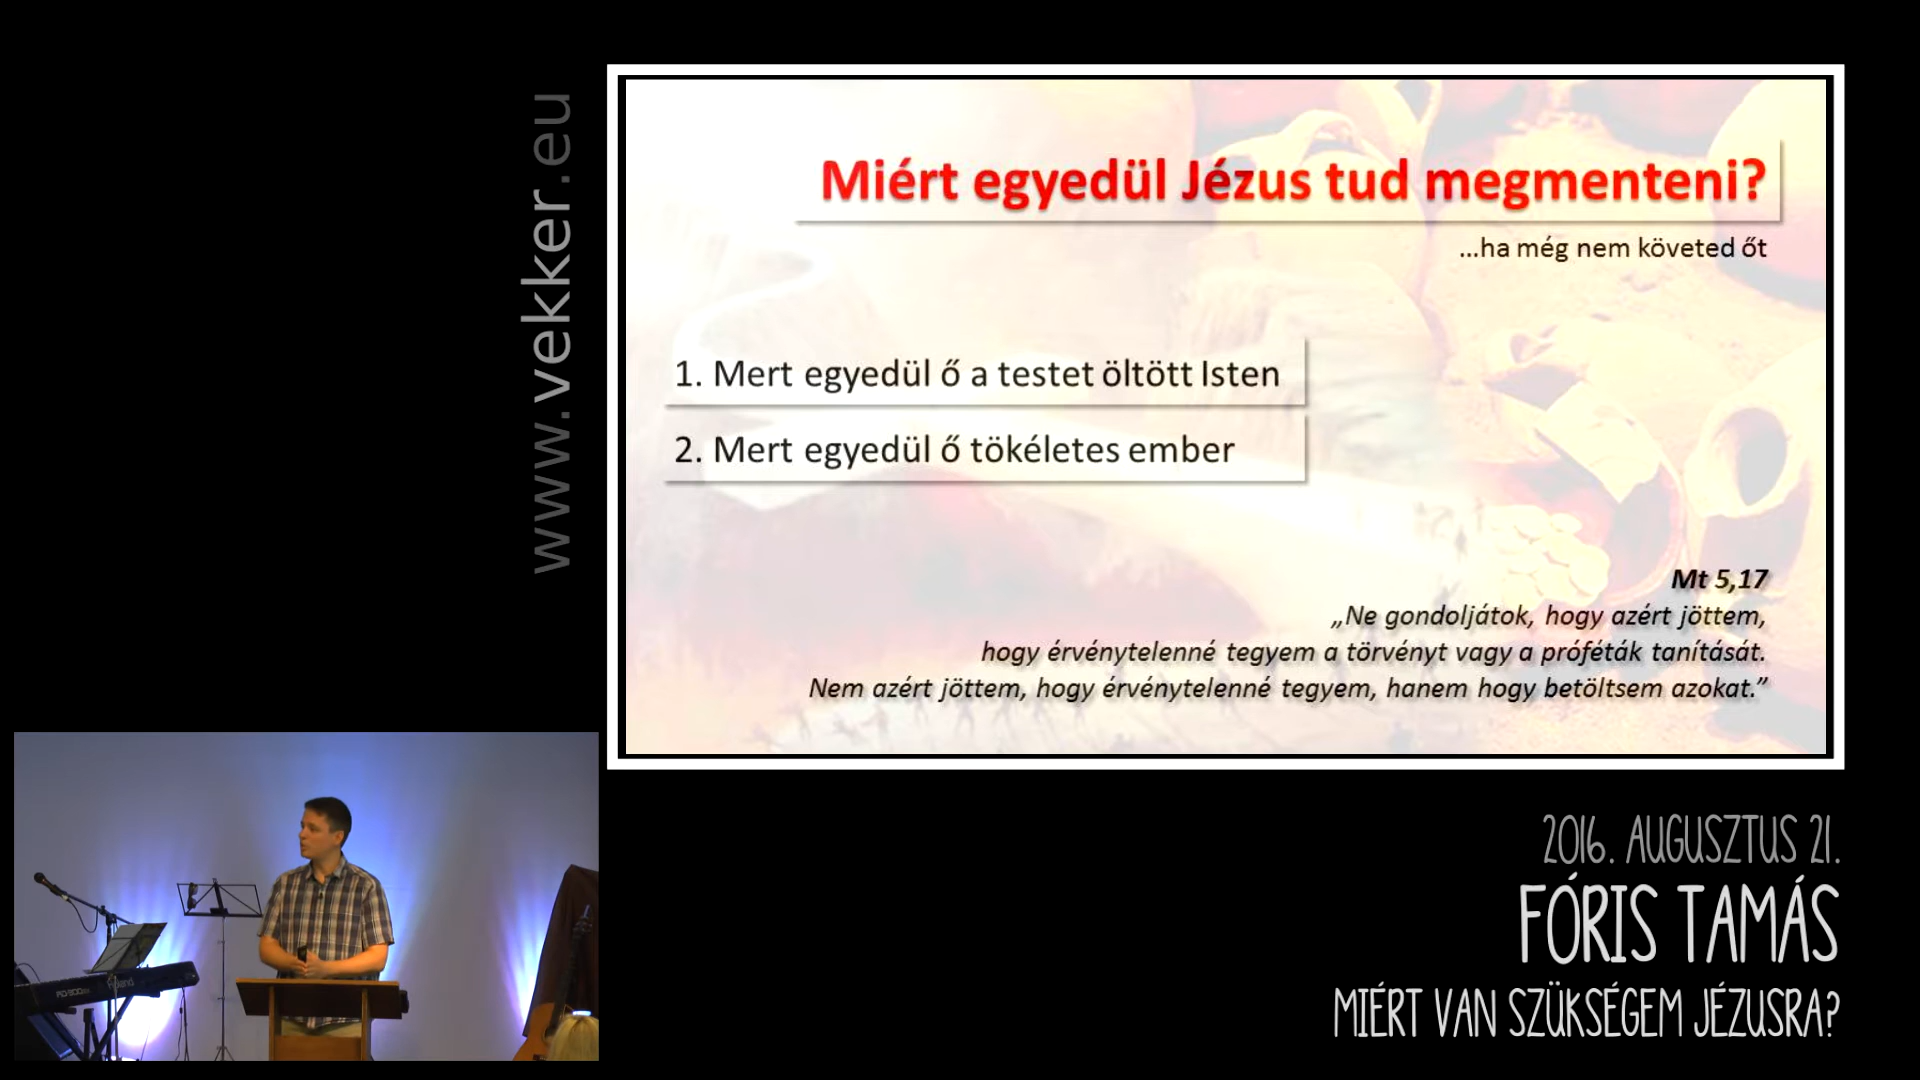 www.vekker.eu
Miért egyedül Jézus tud megmenteni?
...ha még nem követed őt
1. Mert egyedül ő a testet öltött Isten
2. Mert egyedül ő tökéletes ember
Mt 5,17
„Ne gondoljátok, hogy azért jöttem,
hogy érvénytelenné tegyem a törvényt vagy a próféták tanítását.
Nem azért jöttem, hogy érvénytelenné tegyem, hanem hogy betöltsem azokat.”
Roland
2016. AUGUSZTUS 21.
FÓRIS TAMÁS
MIÉRT VAN SZÜKSÉGEM JÉZUSRA?